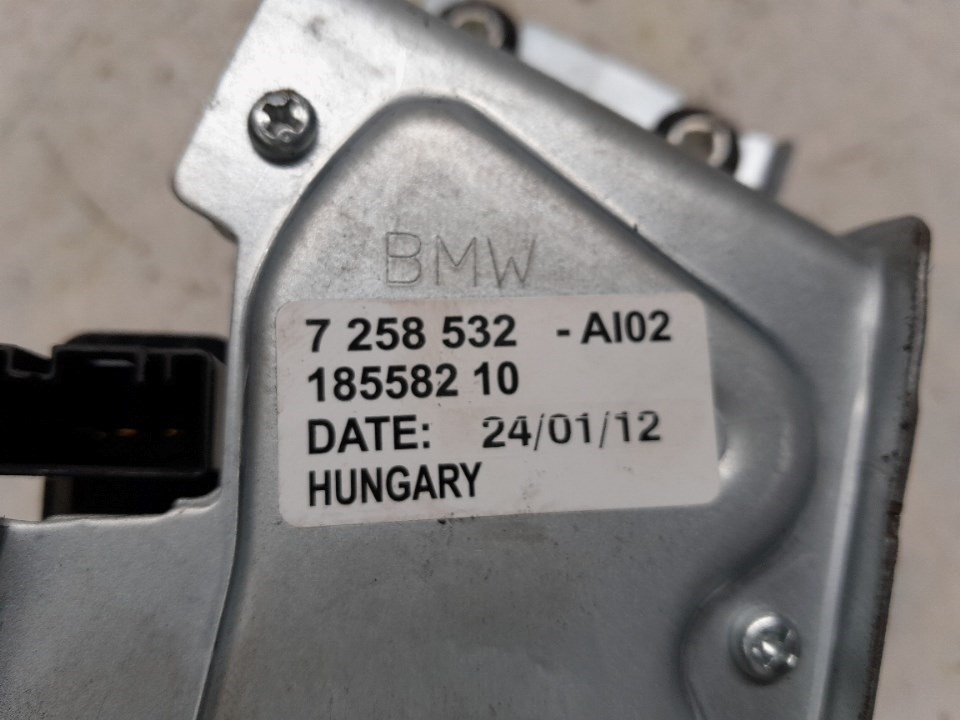 BMW
7 258 532 - AI02
185582 10
DATE: 24/01/12
HUNGARY